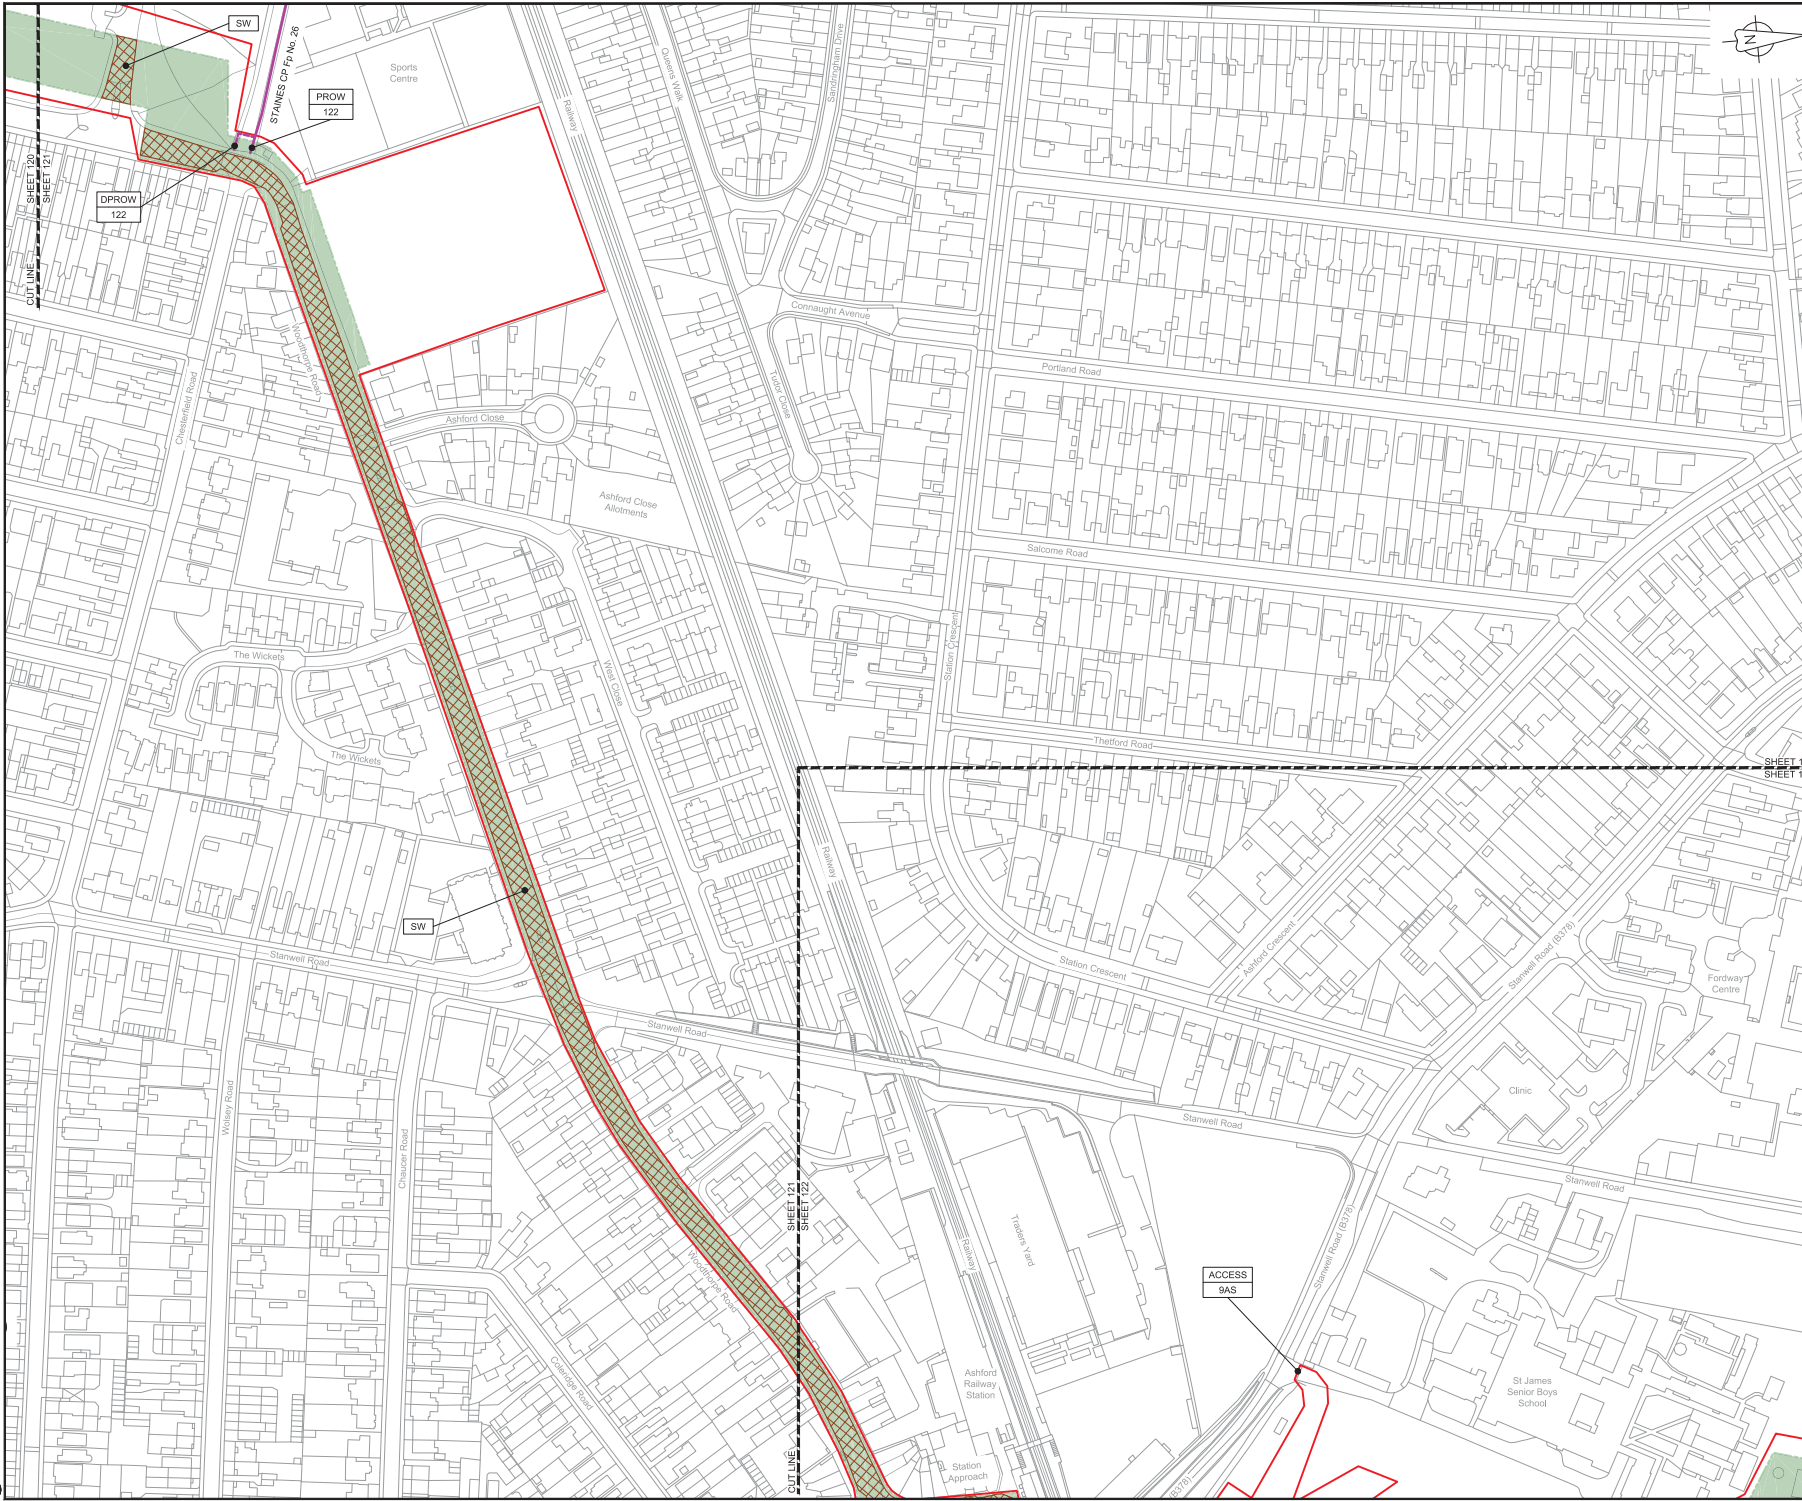 SW
STAINES CP Fp No. 26
PROW
122
Sports
Centre
Railway
Queens Walk
Sandringham Drive
N
SHEET 120
SHEET 121
CUT LINE
DPROW
122
Woodthorpe Road
Chesterfield Road
Connaught Avenue
Tudor Close
Portland Road
Ashford Close
Ashford Close
Allotments
Salcome Road
Station Crescent
The Wickets
West Close
The Wickets
Thetford Road
SHEET 1
SHEET 1
Railway
SW
Stanwell Road
Station Crescent
Ashford Crescent
Stanwell Road (B378)
Fordway
Centre
Stanwell Road
Clinic
Wolsey Road
Chaucer Road
Stanwell Road
Stanwell Road
SHEET 121
SHEET 122
Traders Yard
Railway
Stanwell Road (B378)
Woodthorpe Road
ACCESS
9AS
Coleridge Road
Ashford
Railway
Station
St James
Senior Boys
School
CUT LINE
Station
Approach
(B378)